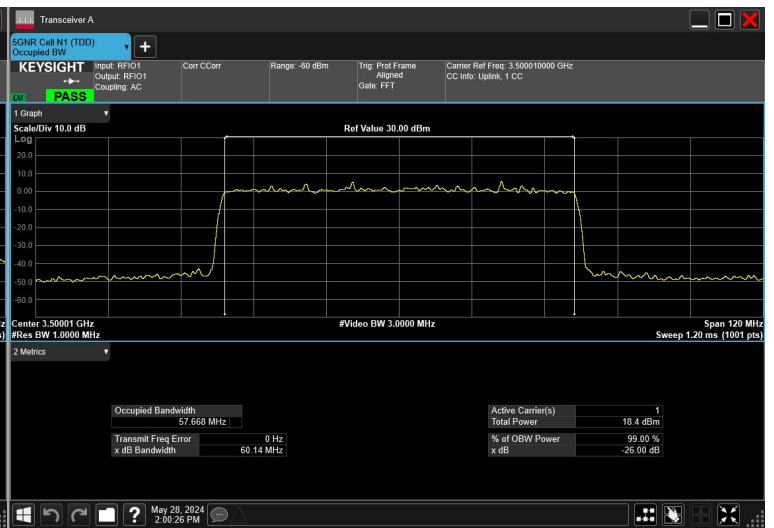 Transceiver A
5GNR Cell N1 (TDD)
Occupied BW
KEYSIGHT
Input: RFIO1
Output: RFIO1
Coupling: AC
Corr CCorr
Range: -60 dBm
Trig: Prot Frame
Aligned
Gate: FFT
Carrier Ref Freq: 3.500010000 GHz
CC Info: Uplink, 1 CC
LXI
PASS
1 Graph
Scale/Div 10.0 dB
Ref Value 30.00 dBm
Log
20.0
10.0
0.00
-10.0
-20.0
-30.0
-40.0
-50.0
-60.0
Center 3.50001 GHz
#Video BW 3.0000 MHz
Span 120 MHz
#Res BW 1.0000 MHz
Sweep 1.20 ms (1001 pts)
2 Metrics
Occupied Bandwidth
57.668 MHz
Transmit Freq Error 0 Hz
x dB Bandwidth 60.14 MHz
Active Carrier(s) 1
Total Power 18.4 dBm
% of OBW Power 99.00 %
x dB -26.00 dB
?
May 28, 2024
2:00:26 PM